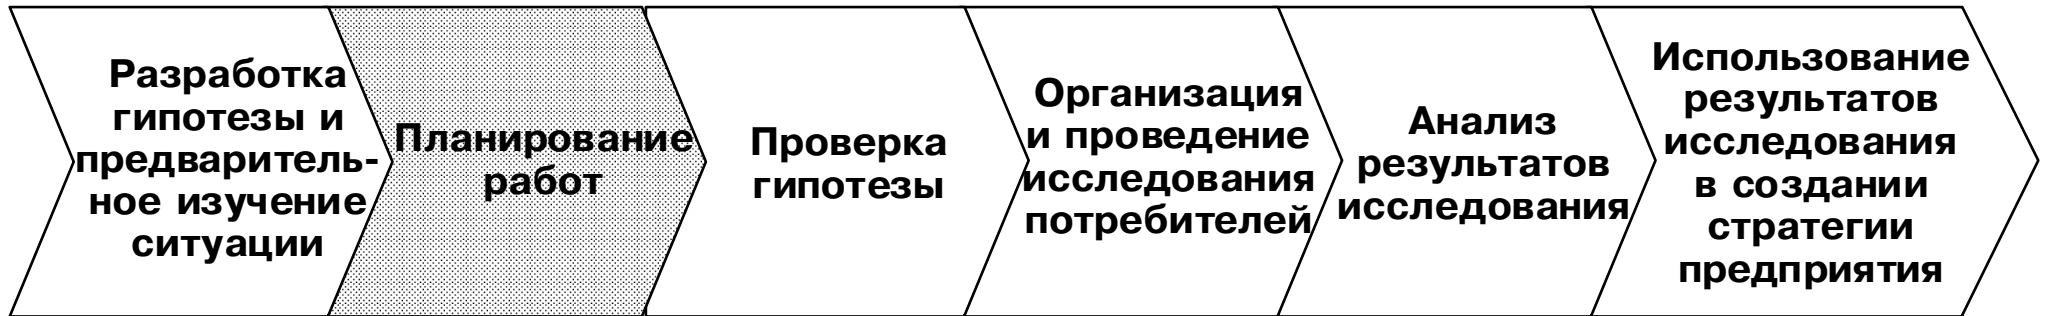 Разработка
гипотезы и
предваритель-
ное изучение
ситуации
Планирование
работ
Проверка
гипотезы
Организация
и проведение
исследования
потребителей
Анализ
результатов
исследования
Использование
результатов
исследования
в создании
стратегии
предприятия